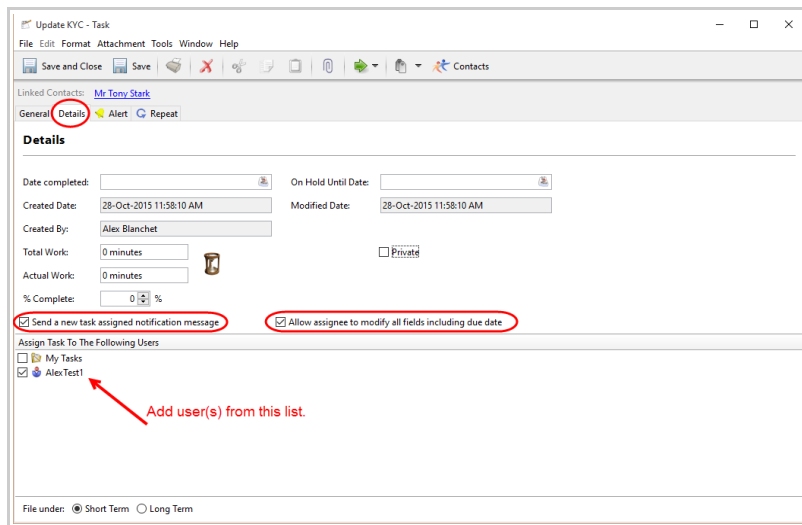 Update KYC - Task
File Edit Format Attachment Tools Window Help
Save and Close Save Contacts
Linked Contacts: Mr Tony Stark
General Details Alert Repeat
Details
Date completed: On Hold Until Date:
Created Date: 28-Oct-2015 11:58:10 AM Modified Date: 28-Oct-2015 11:58:10 AM
Created By: Alex Blanchet
Total Work: 0 minutes Private
Actual Work: 0 minutes
% Complete: 0 %
Send a new task assigned notification message Allow assignee to modify all fields including due date
Assign Task To The Following Users
My Tasks
AlexTest1
Add user(s) from this list.
File under: Short Term Long Term